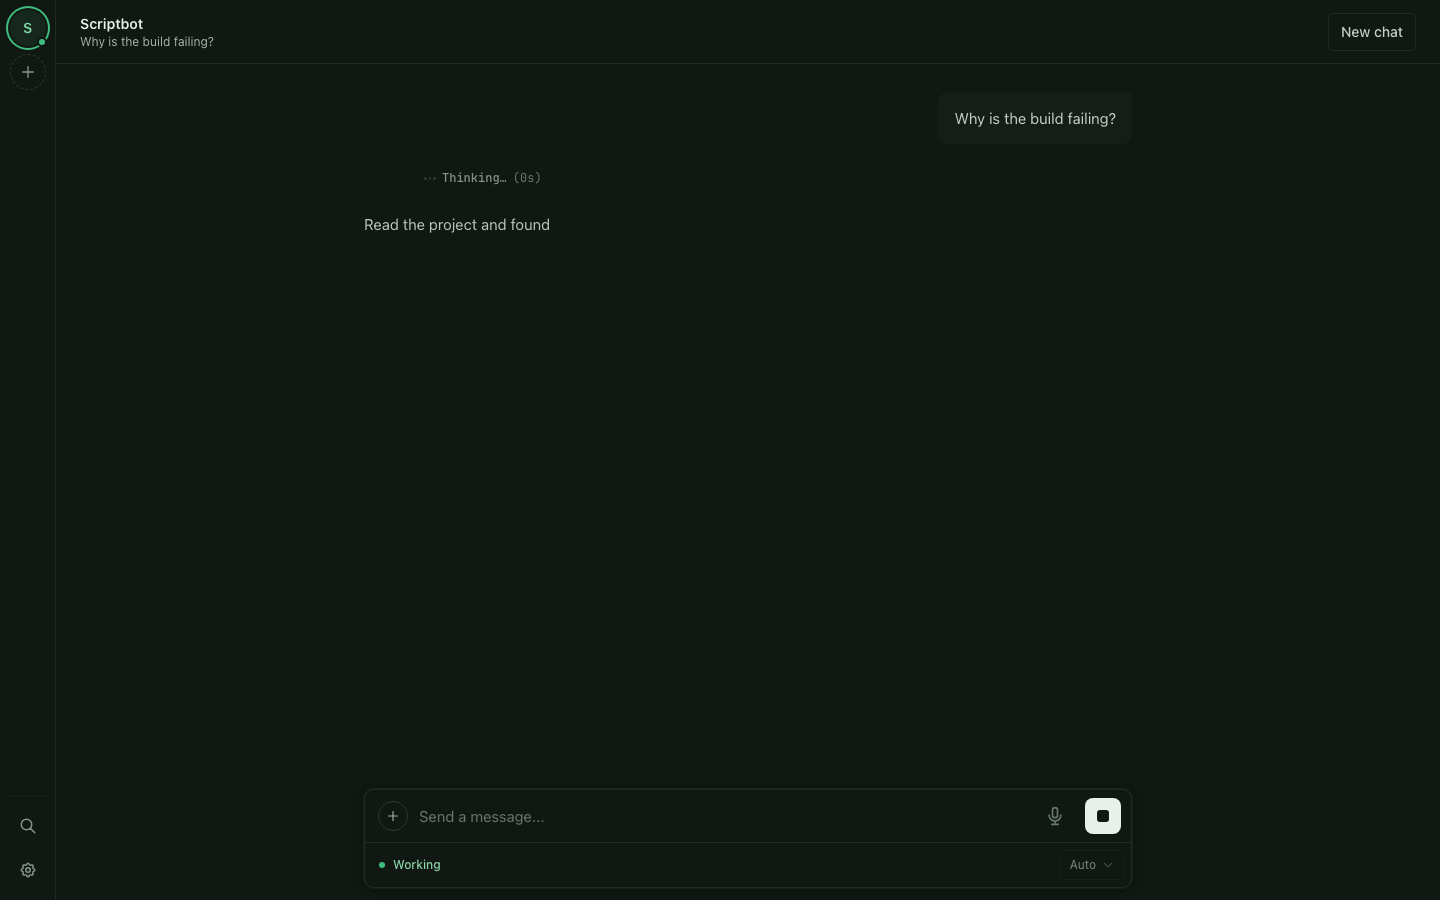 S
Scriptbot
Why is the build failing?
New chat
Why is the build failing?
Thinking… (0s)
Read the project and found
Send a message...
Working
Auto